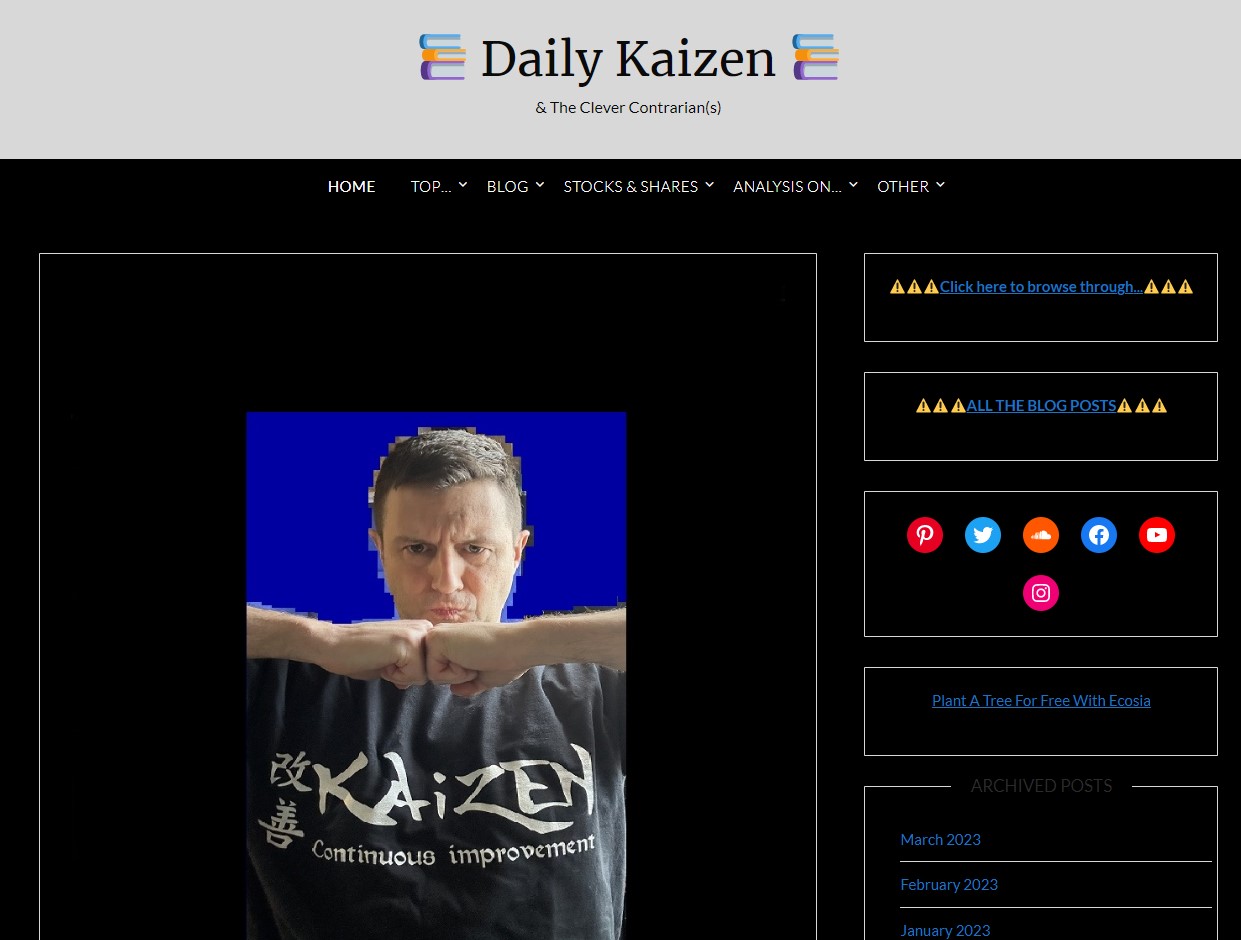 📚 Daily Kaizen 📚
& The Clever Contrarian(s)
HOME TOP... BLOG STOCKS & SHARES ANALYSIS ON... OTHER
⚠⚠⚠Click here to browse through...⚠⚠⚠
⚠⚠⚠ALL THE BLOG POSTS⚠⚠⚠
Plant A Tree For Free With Ecosia
ARCHIVED POSTS
March 2023
February 2023
January 2023
改善 KAiZEN
Continuous improvement